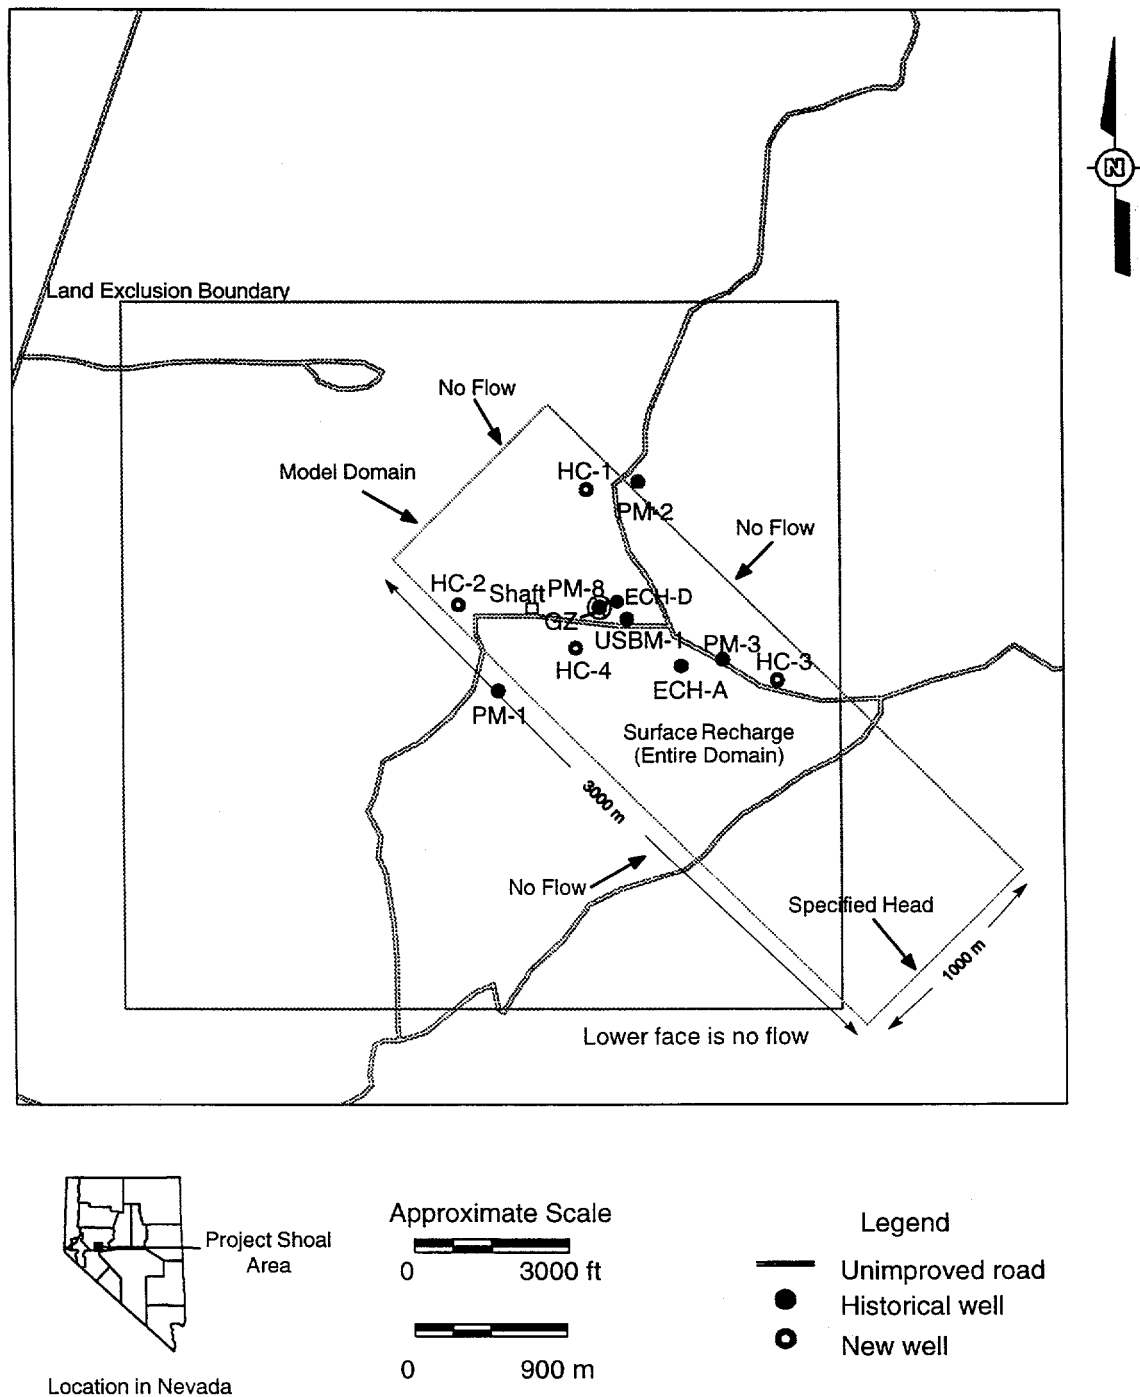 N
Land Exclusion Boundary
No Flow
Model Domain
HC-1
PM-2
No Flow
HC-2
Shaft
PM-8
ECH-D
GZ
USBM-1
PM-3
HC-3
HC-4
ECH-A
PM-1
Surface Recharge
(Entire Domain)
3000 m
No Flow
Specified Head
1000 m
Lower face is no flow
Project Shoal
Area
Location in Nevada
Approximate Scale
0 3000 ft
0 900 m
Legend
Unimproved road
Historical well
New well